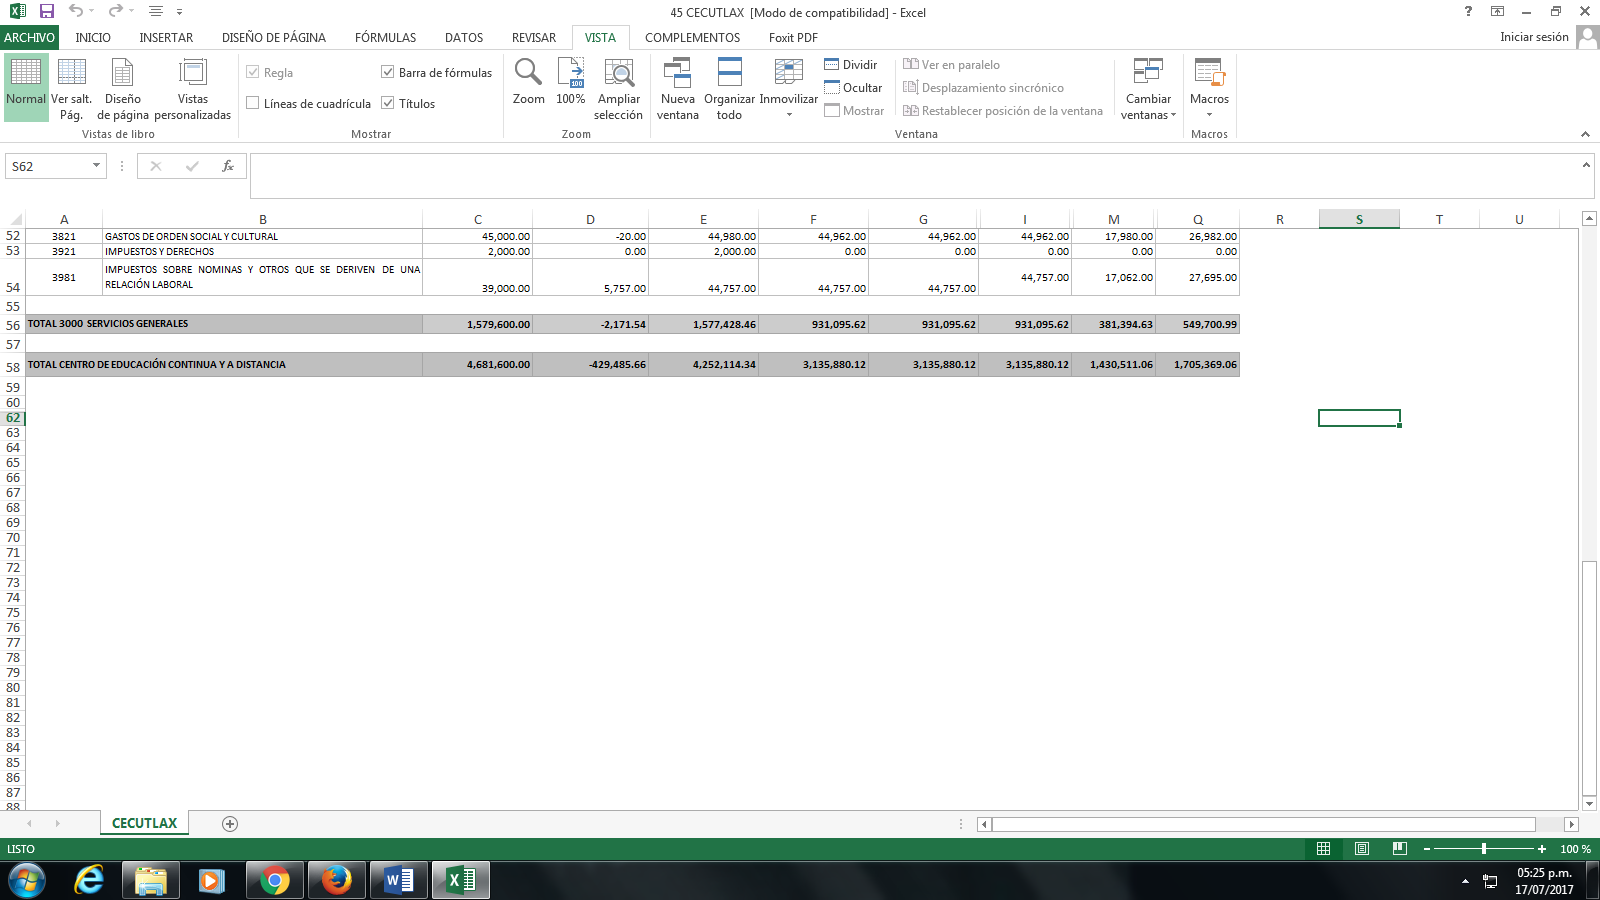 45 CECUTLAX [Modo de compatibilidad] - Excel
ARCHIVO INICIO INSERTAR DISEÑO DE PÁGINA FÓRMULAS DATOS REVISAR VISTA COMPLEMENTOS Foxit PDF Iniciar sesión
Normal Ver salt. Pág. Diseño de página Vistas personalizadas
Vistas de libro
Regla Barra de fórmulas
Líneas de cuadrícula Títulos
Mostrar
Zoom 100% Ampliar selección
Zoom
Nueva ventana Organizar todo Inmovilizar
Dividir
Ocultar
Mostrar
Ver en paralelo
Desplazamiento sincrónico
Restablecer posición de la ventana
Cambiar ventanas
Ventana
Macros
Macros
S62
fx
A B C D E F G I M Q R S T U
52 3821 GASTOS DE ORDEN SOCIAL Y CULTURAL 45,000.00 -20.00 44,980.00 44,962.00 44,962.00 44,962.00 17,980.00 26,982.00
53 3921 IMPUESTOS Y DERECHOS 2,000.00 0.00 2,000.00 0.00 0.00 0.00 0.00 0.00
54 3981 IMPUESTOS SOBRE NOMINAS Y OTROS QUE SE DERIVEN DE UNA
RELACIÓN LABORAL 39,000.00 5,757.00 44,757.00 44,757.00 44,757.00 44,757.00 17,062.00 27,695.00
55
56 TOTAL 3000 SERVICIOS GENERALES 1,579,600.00 -2,171.54 1,577,428.46 931,095.62 931,095.62 931,095.62 381,394.63 549,700.99
57
58 TOTAL CENTRO DE EDUCACIÓN CONTINUA Y A DISTANCIA 4,681,600.00 -429,485.66 4,252,114.34 3,135,880.12 3,135,880.12 3,135,880.12 1,430,511.06 1,705,369.06
59
60
62
63
64
65
66
67
68
69
70
71
72
73
74
75
76
77
78
79
80
81
82
83
84
85
86
87
88
CECUTLAX
LISTO 100 %
05:25 p.m.
17/07/2017